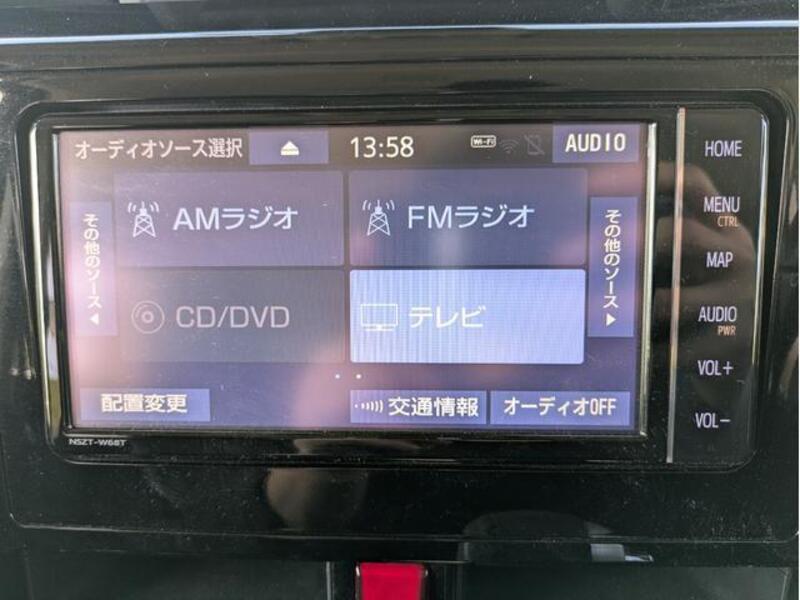 オーディオソース選択
13:58
Wi-Fi
AUDIO
その他のソース
AMラジオ
FMラジオ
その他のソース
CD/DVD
テレビ
配置変更
交通情報
オーディオOFF
NSZT-W68T
HOME
MENU
CTRL
MAP
AUDIO
PWR
VOL+
VOL-